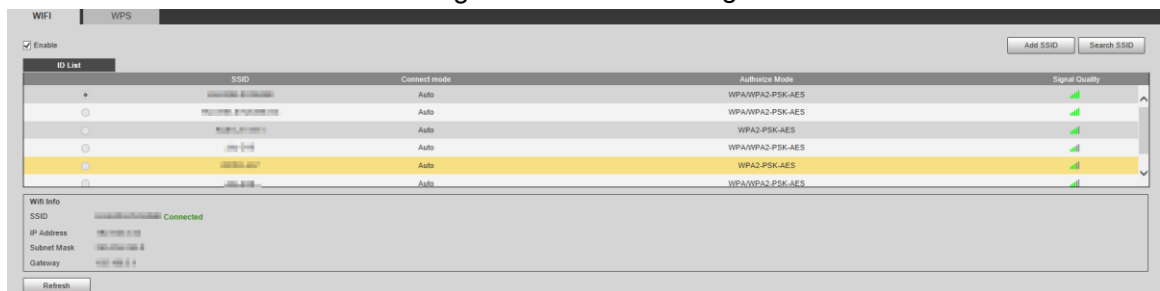 WIFI WPS
Enable Add SSID Search SSID
ID List
SSID Connect mode Authorize Mode Signal Quality
Auto WPA/WPA2-PSK-AES
Auto WPA/WPA2-PSK-AES
Auto WPA2-PSK-AES
Auto WPA/WPA2-PSK-AES
Auto WPA2-PSK-AES
Auto WPA/WPA2-PSK-AES
Wifi Info
SSID Connected
IP Address
Subnet Mask
Gateway
Refresh